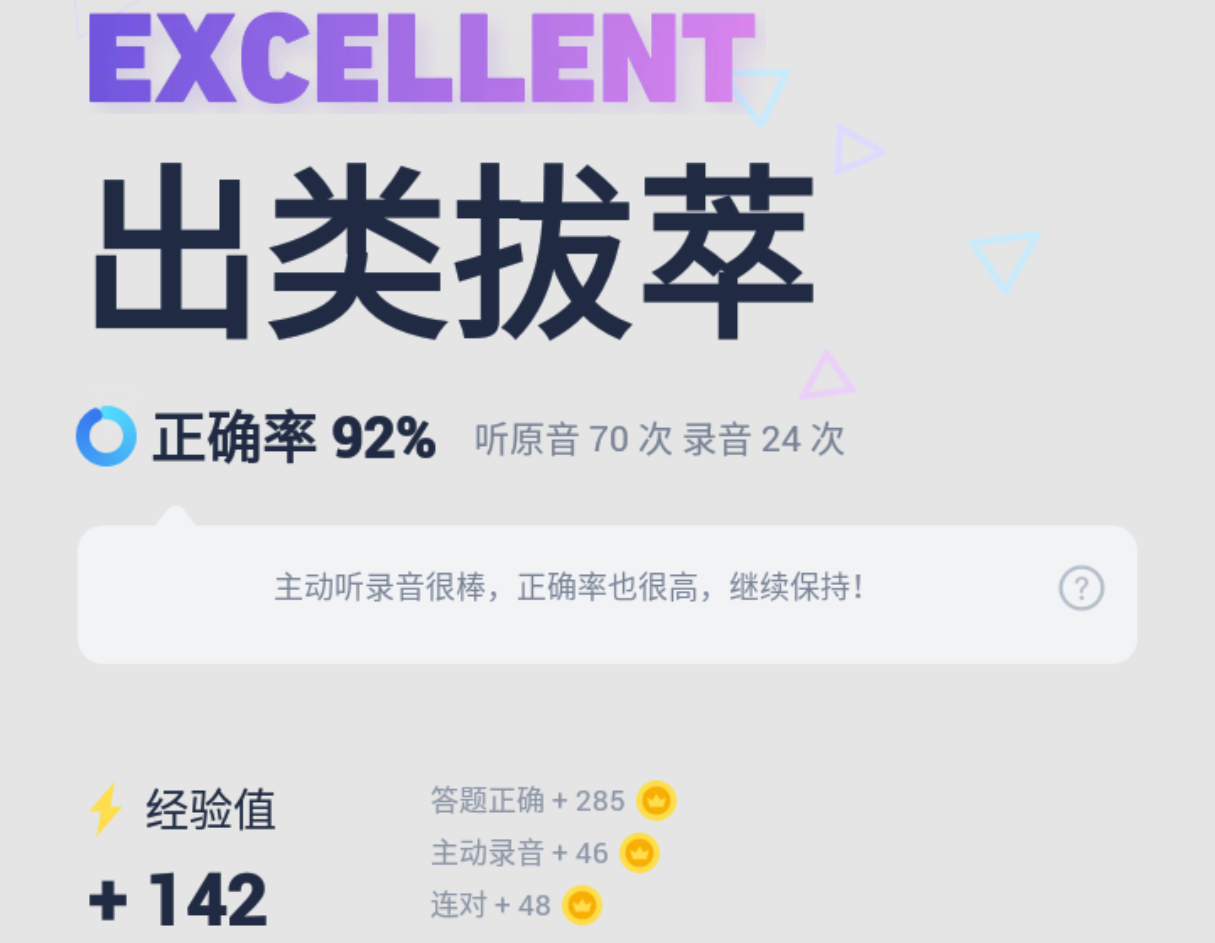 EXCELLENT
出类拔萃
正确率 92% 听原音 70 次 录音 24 次
主动听录音很棒，正确率也很高，继续保持！
?
经验值
+ 142
答题正确 + 285
主动录音 + 46
连对 + 48